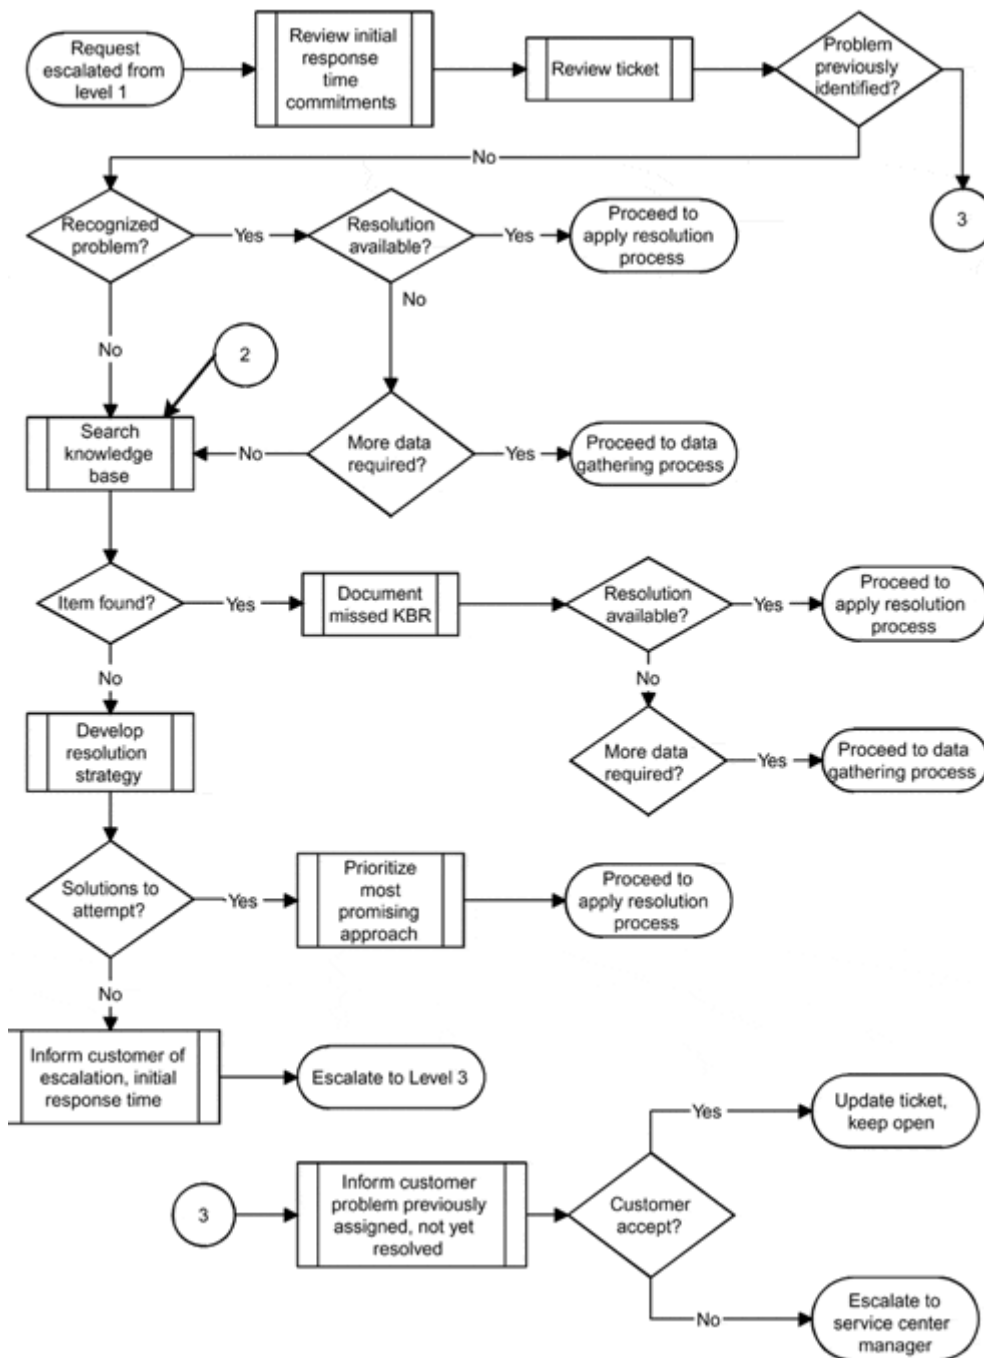 Request
escalated from
level 1
Review initial
response
time
commitments
Review ticket
Problem
previously
identified?
No
3
Recognized
problem?
Yes
Resolution
available?
Yes
Proceed to
apply resolution
process
No
No
2
Search
knowledge
base
No
More data
required?
Yes
Proceed to data
gathering process
Item found?
Yes
Document
missed KBR
Resolution
available?
Yes
Proceed to
apply resolution
process
No
No
Develop
resolution
strategy
More data
required?
Yes
Proceed to data
gathering process
Solutions to
attempt?
Yes
Prioritize
most
promising
approach
Proceed to
apply resolution
process
No
Inform customer of
escalation, initial
response time
Escalate to Level 3
Yes
Update ticket,
keep open
3
Inform customer
problem previously
assigned, not yet
resolved
Customer
accept?
No
Escalate to
service center
manager